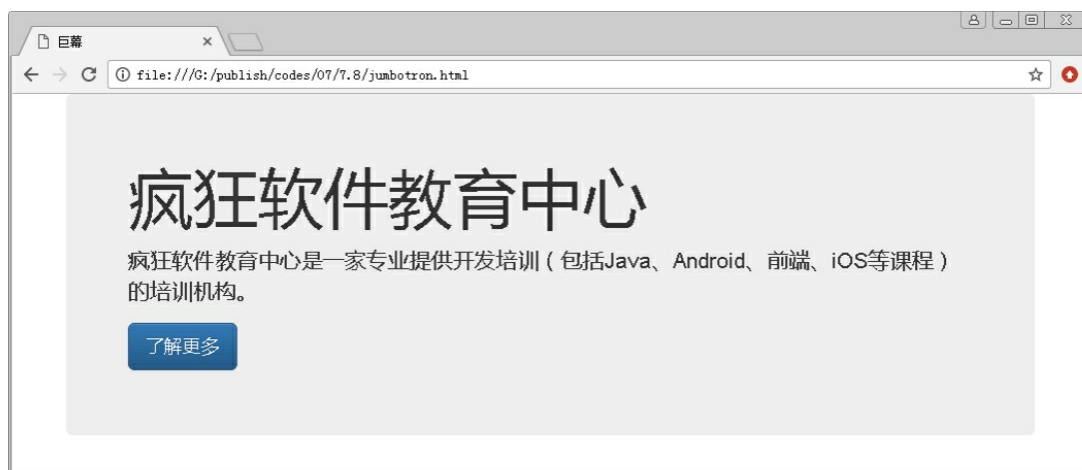 巨幕
file:///G:/publish/codes/07/7.8/jumbotron.html
疯狂软件教育中心
疯狂软件教育中心是一家专业提供开发培训（包括Java、Android、前端、iOS等课程）
的培训机构。
了解更多